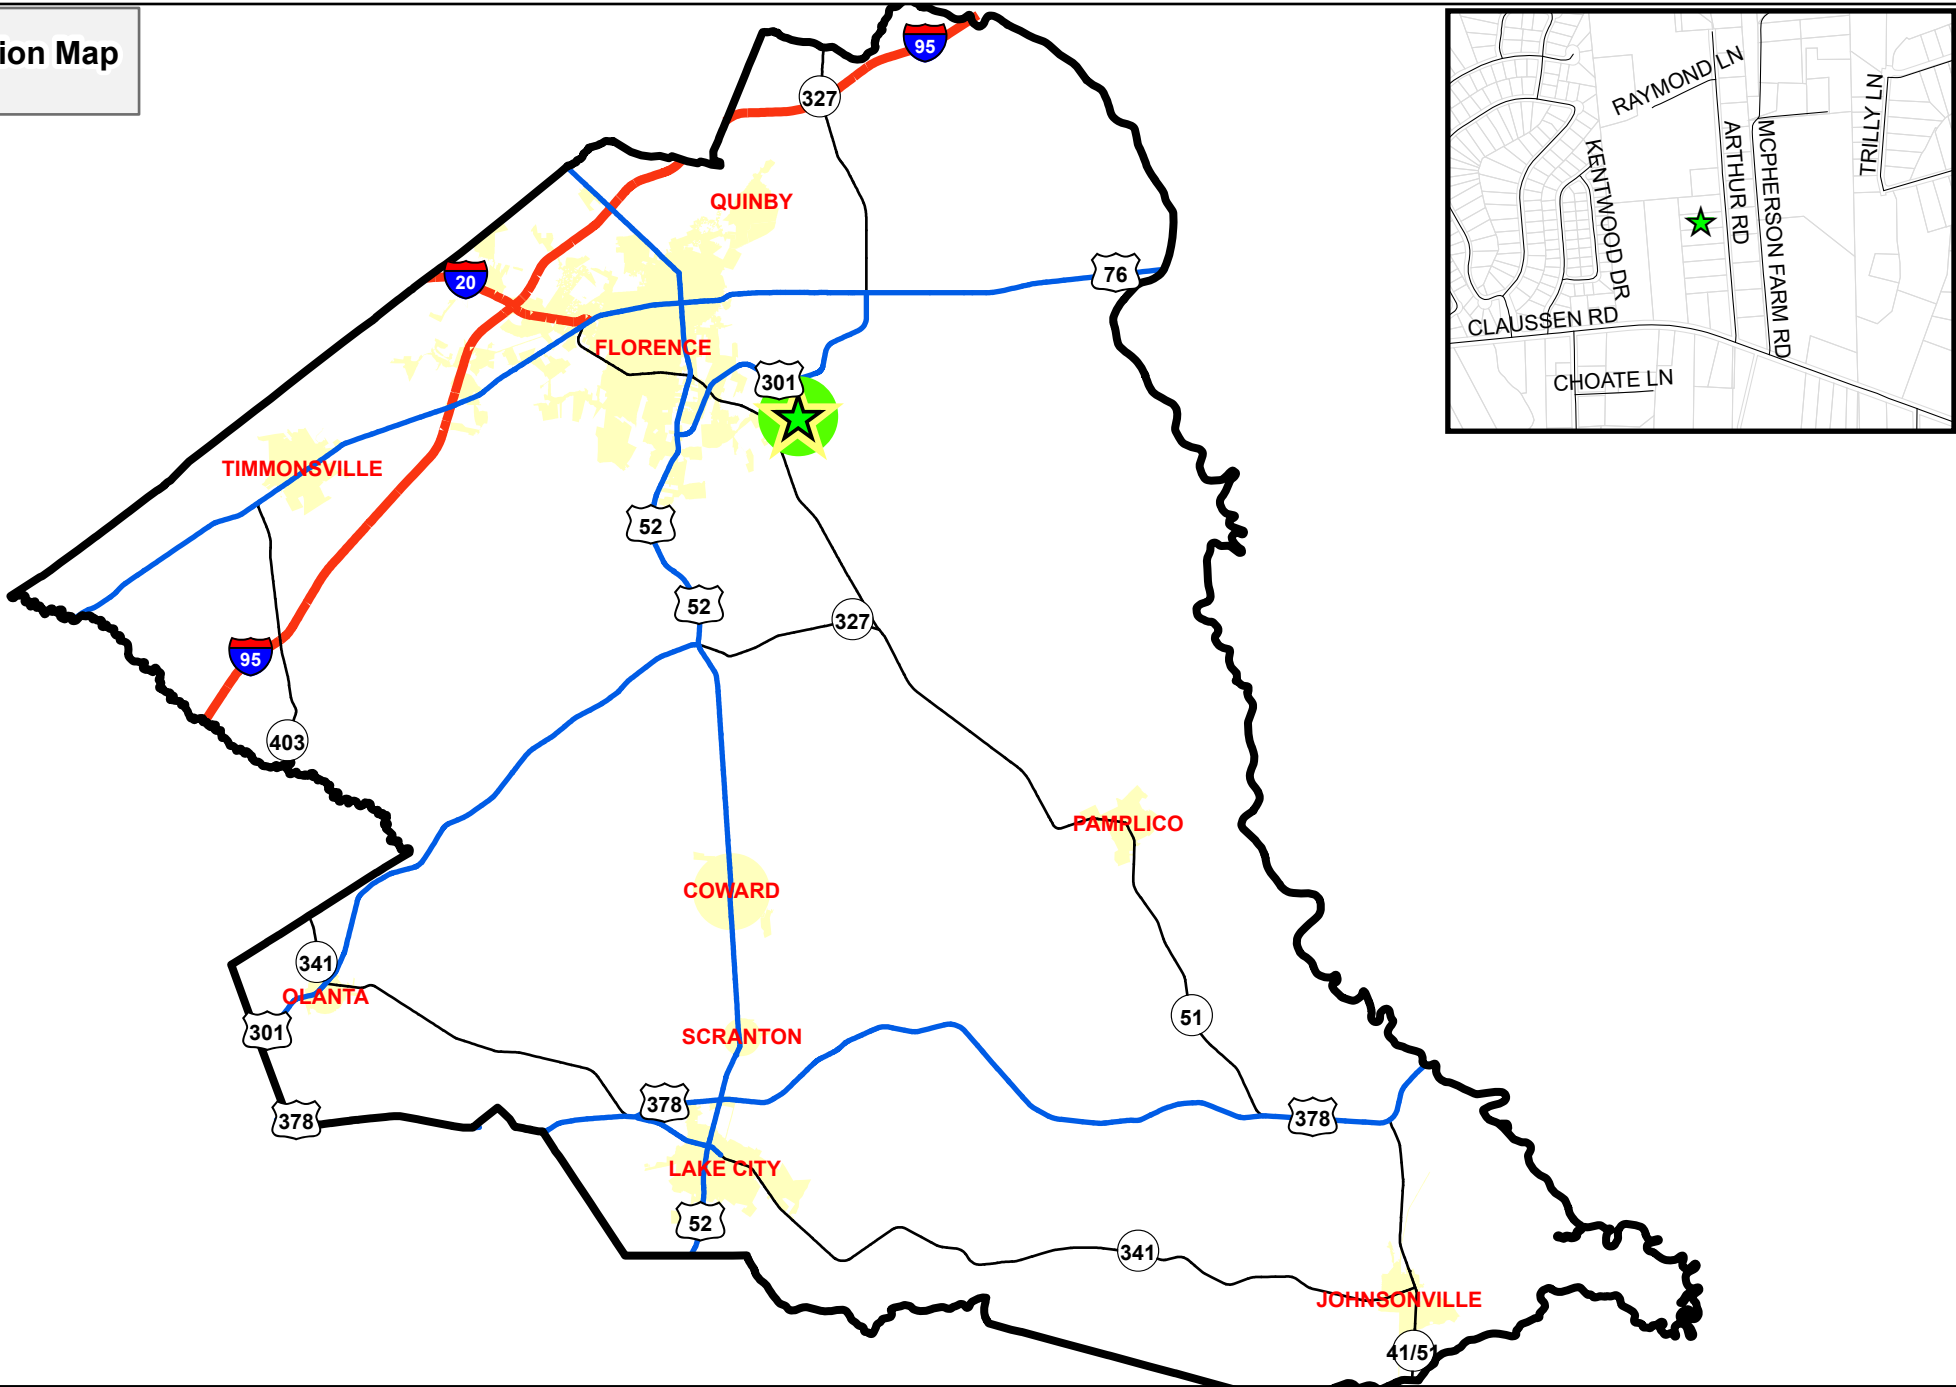 ion Map
95
327
RAYMOND LN
TRILLY LN
ARTHUR RD
MCPHERSON FARM RD
KENTWOOD DR
CLAUSSEN RD
CHOATE LN
QUINBY
20
76
FLORENCE
301
TIMMONSVILLE
52
52
327
95
403
PAMPLICO
COWARD
341
OLANTA
301
51
SCRANTON
378
378
378
LAKE CITY
52
341
JOHNSONVILLE
41/51